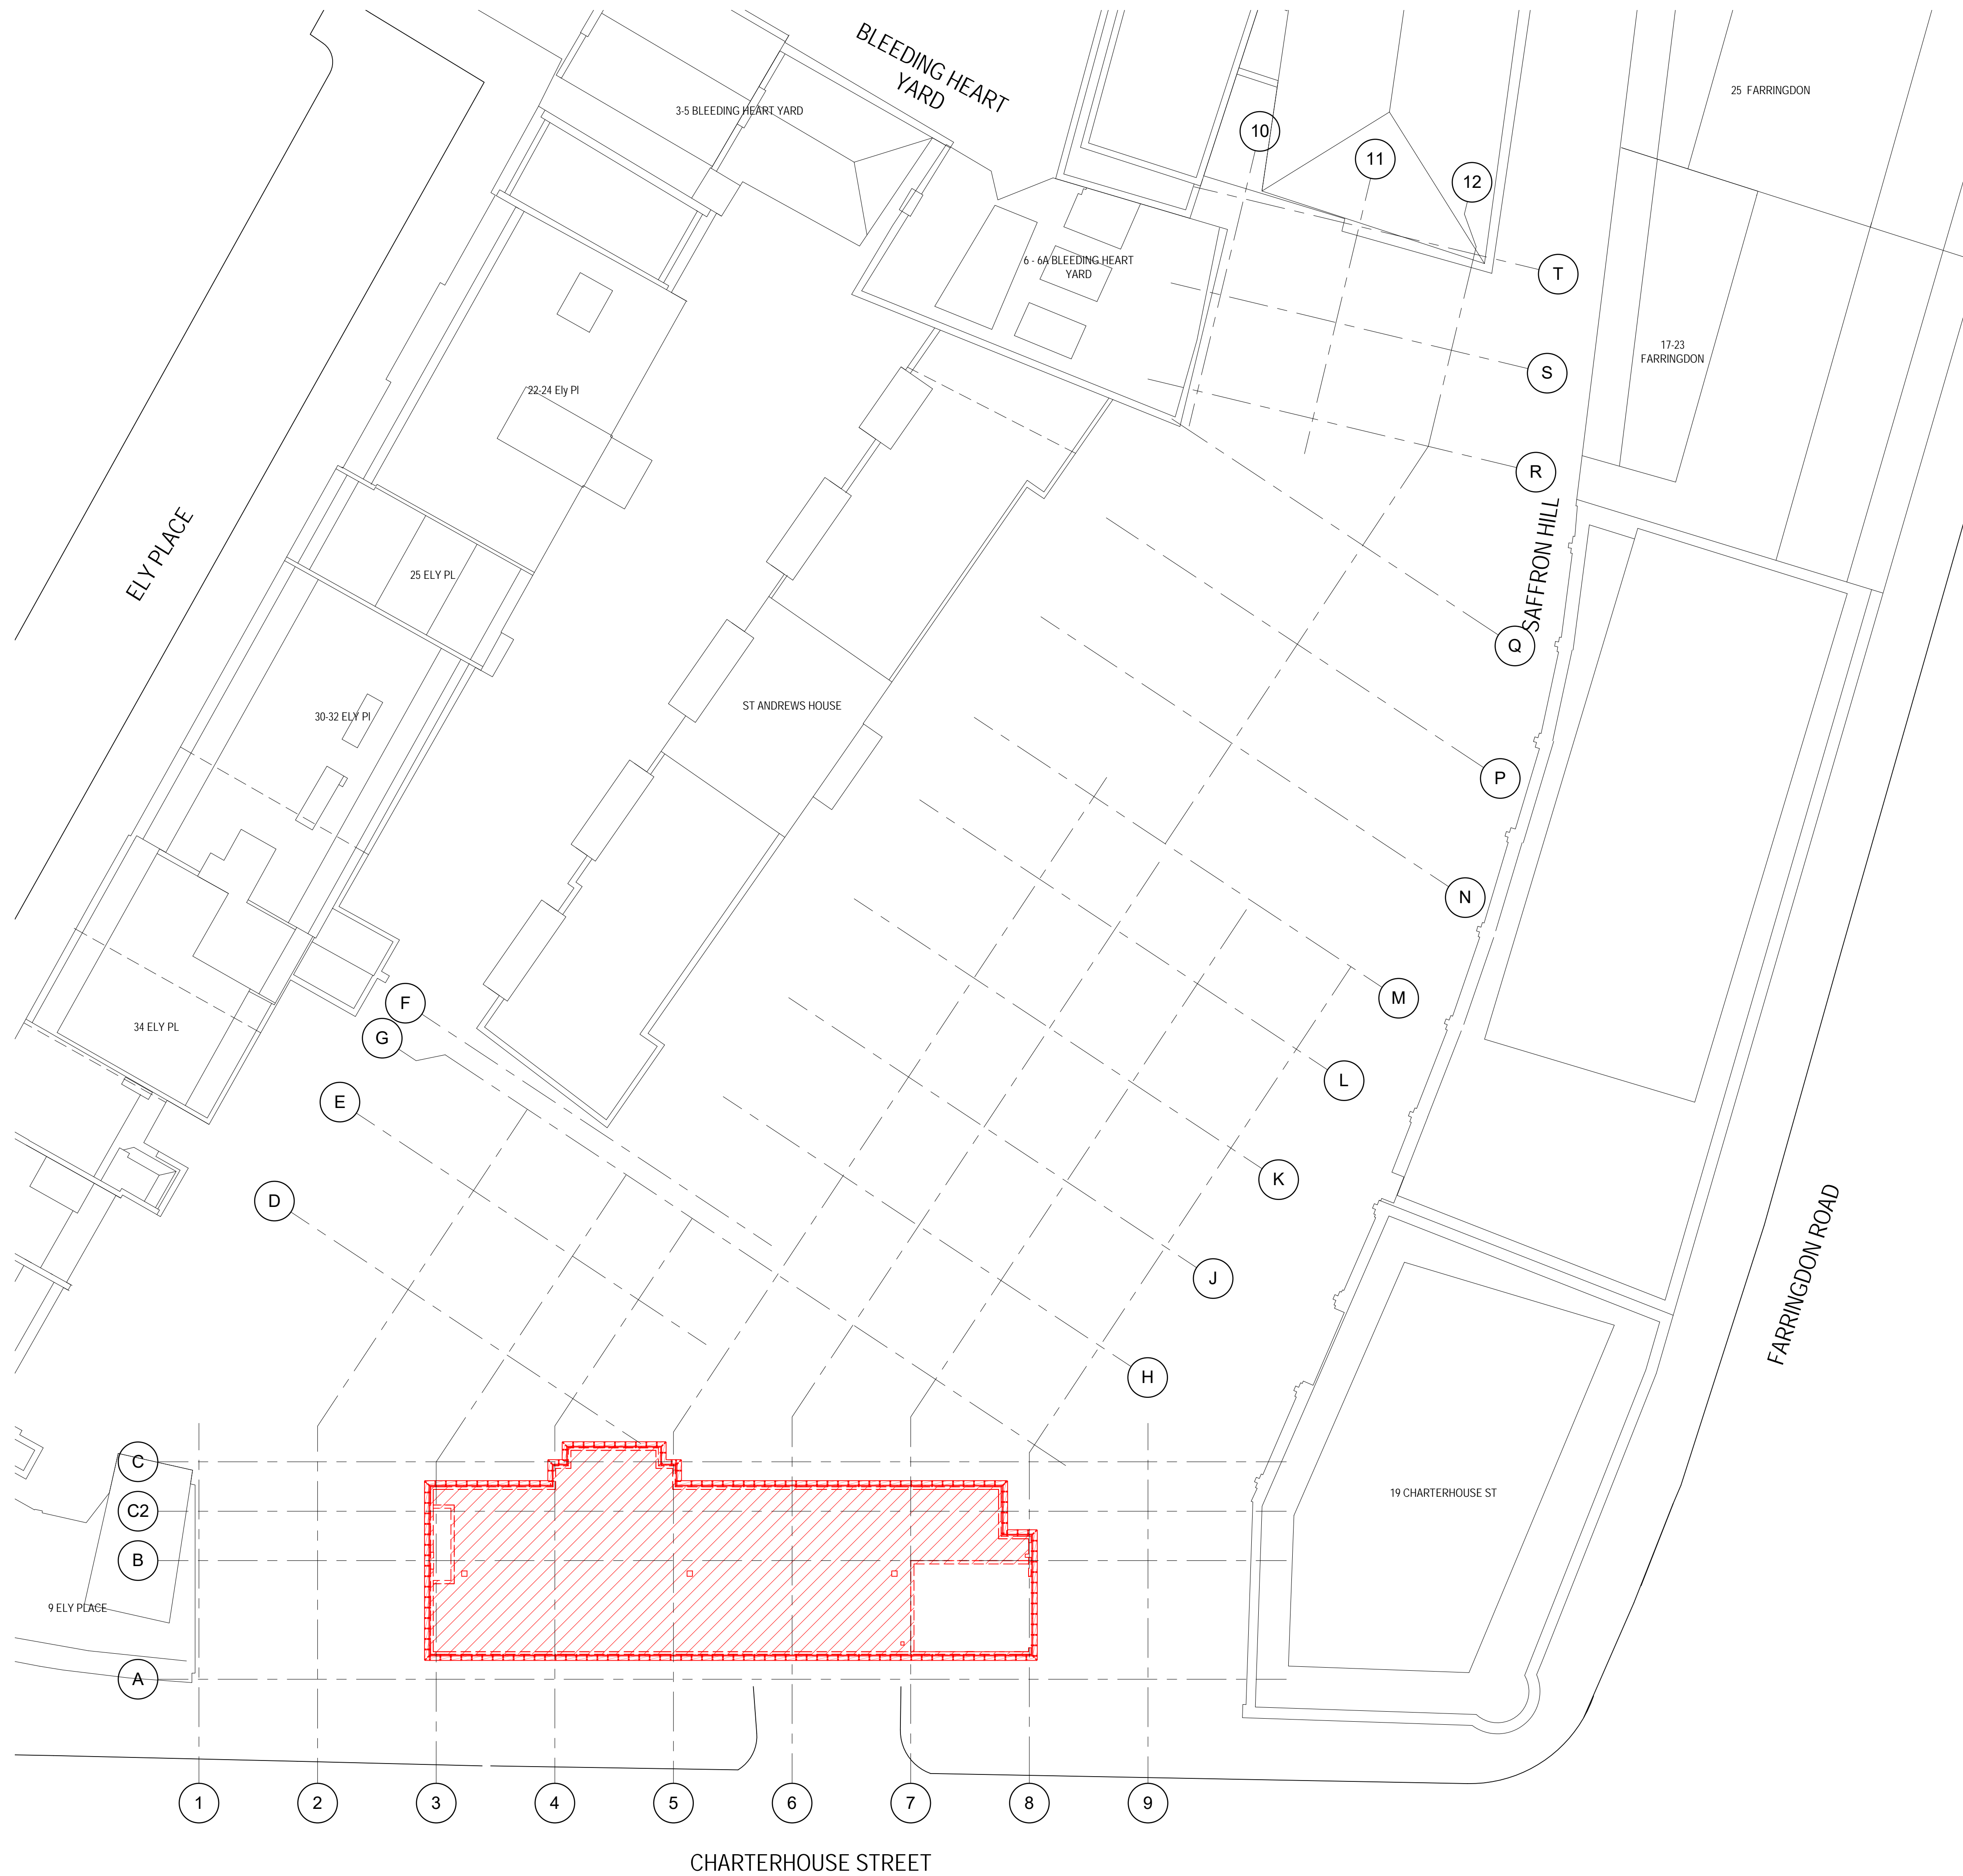 BLEEDING HEART
YARD
25 FARRINGDON
3-5 BLEEDING HEART YARD
10
11
12
6 - 6A BLEEDING HEART
YARD
T
17-23
FARRINGDON
S
22-24 Ely Pl
R
SAFFRON HILL
ELY PLACE
25 ELY PL
Q
30-32 ELY Pl
ST ANDREWS HOUSE
P
N
F
M
34 ELY PL
G
L
E
K
D
FARRINGDON ROAD
J
H
C
19 CHARTERHOUSE ST
C2
B
9 ELY PLACE
A
1
2
3
4
5
6
7
8
9
CHARTERHOUSE STREET